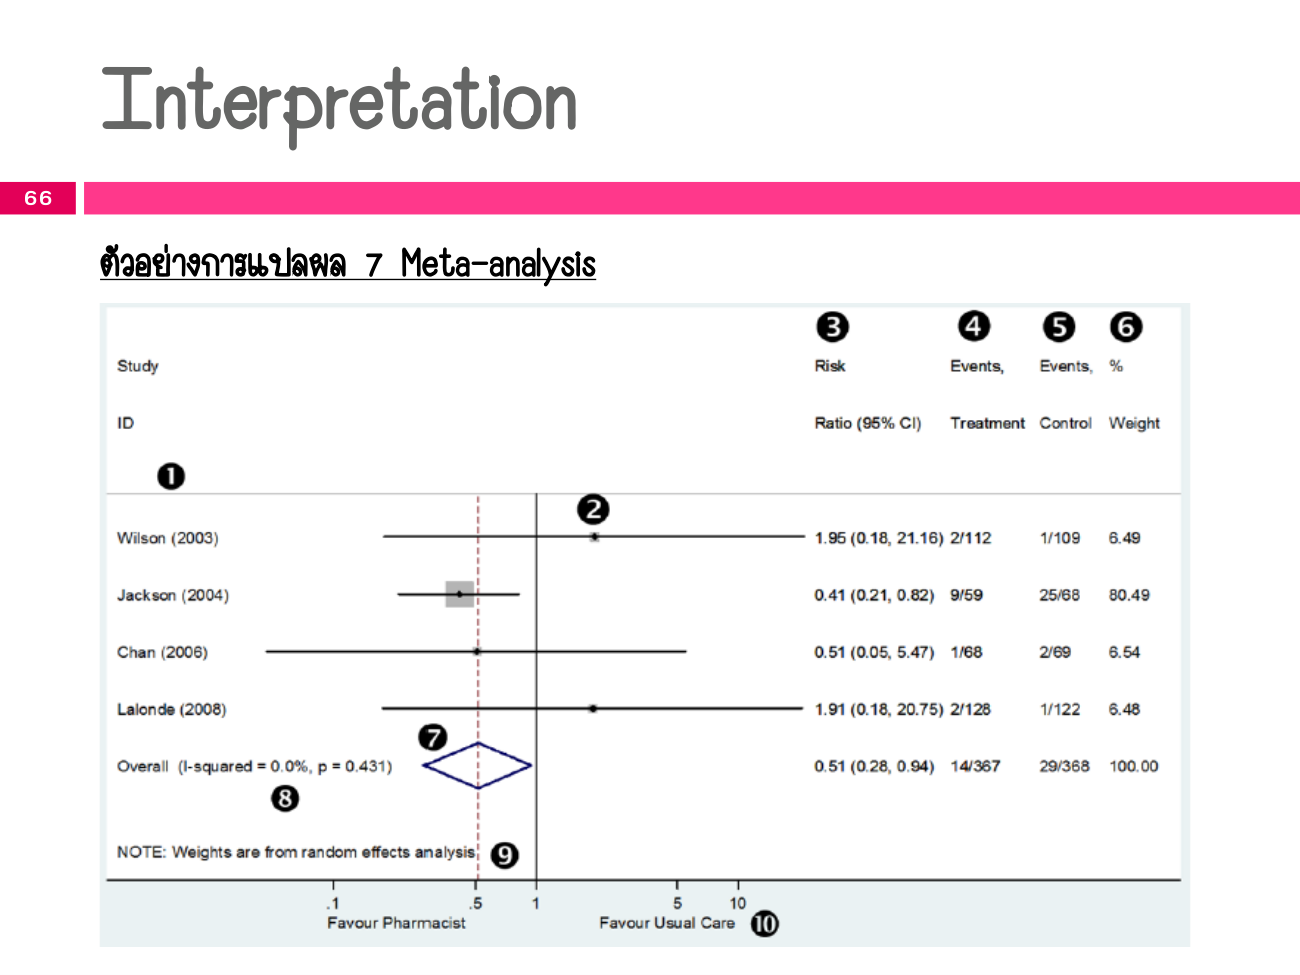 Interpretation
66
ตัวอย่างการแปลผล 7 Meta-analysis
❸ ❹ ❺ ❻
Study Risk Events, Events, %
ID Ratio (95% CI) Treatment Control Weight
❶
❷
Wilson (2003) 1.95 (0.18, 21.16) 2/112 1/109 6.49
Jackson (2004) 0.41 (0.21, 0.82) 9/59 25/68 80.49
Chan (2006) 0.51 (0.05, 5.47) 1/68 2/69 6.54
Lalonde (2008) 1.91 (0.18, 20.75) 2/128 1/122 6.48
❼
Overall (I-squared = 0.0%, p = 0.431) 0.51 (0.28, 0.94) 14/367 29/368 100.00
❽
NOTE: Weights are from random effects analysis ❾
.1 .5 1 5 10
Favour Pharmacist Favour Usual Care ❿